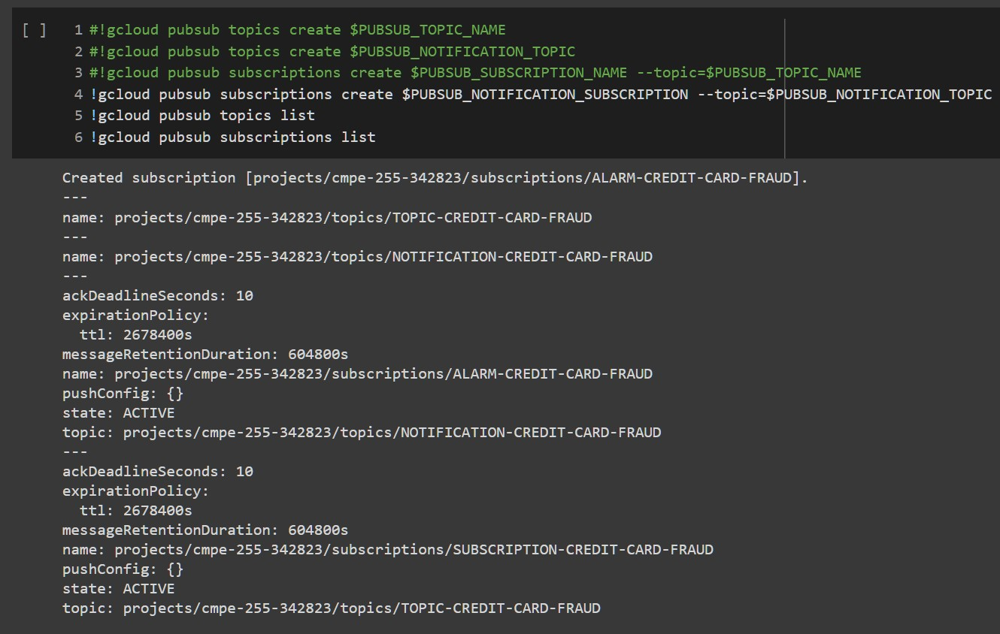 [ ] 1 #!gcloud pubsub topics create $PUBSUB_TOPIC_NAME
2 #!gcloud pubsub topics create $PUBSUB_NOTIFICATION_TOPIC
3 #!gcloud pubsub subscriptions create $PUBSUB_SUBSCRIPTION_NAME --topic=$PUBSUB_TOPIC_NAME
4 !gcloud pubsub subscriptions create $PUBSUB_NOTIFICATION_SUBSCRIPTION --topic=$PUBSUB_NOTIFICATION_TOPIC
5 !gcloud pubsub topics list
6 !gcloud pubsub subscriptions list
Created subscription [projects/cmpe-255-342823/subscriptions/ALARM-CREDIT-CARD-FRAUD].
---
name: projects/cmpe-255-342823/topics/TOPIC-CREDIT-CARD-FRAUD
---
name: projects/cmpe-255-342823/topics/NOTIFICATION-CREDIT-CARD-FRAUD
---
ackDeadlineSeconds: 10
expirationPolicy:
  ttl: 2678400s
messageRetentionDuration: 604800s
name: projects/cmpe-255-342823/subscriptions/ALARM-CREDIT-CARD-FRAUD
pushConfig: {}
state: ACTIVE
topic: projects/cmpe-255-342823/topics/NOTIFICATION-CREDIT-CARD-FRAUD
---
ackDeadlineSeconds: 10
expirationPolicy:
  ttl: 2678400s
messageRetentionDuration: 604800s
name: projects/cmpe-255-342823/subscriptions/SUBSCRIPTION-CREDIT-CARD-FRAUD
pushConfig: {}
state: ACTIVE
topic: projects/cmpe-255-342823/topics/TOPIC-CREDIT-CARD-FRAUD